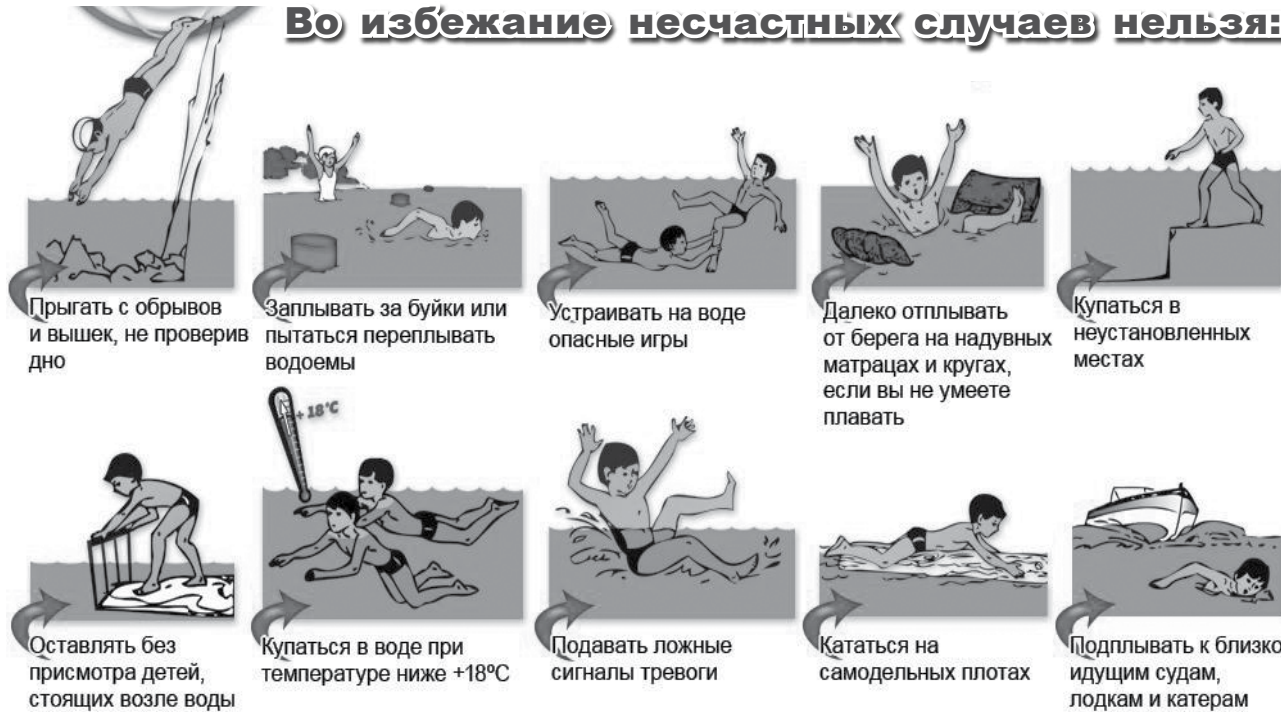 Во избежание несчастных случаев нельзя:
Прыгать с обрывов
и вышек, не проверив
дно
Заплывать за буйки или
пытаться переплывать
водоемы
Устраивать на воде
опасные игры
Далеко отплывать
от берега на надувных
матрацах и кругах,
если вы не умеете
плавать
Купаться в
неустановленных
местах
+ 18°C
Оставлять без
присмотра детей,
стоящих возле воды
Купаться в воде при
температуре ниже +18ºС
Подавать ложные
сигналы тревоги
Кататься на
самодельных плотах
Подплывать к близко
идущим судам,
лодкам и катерам